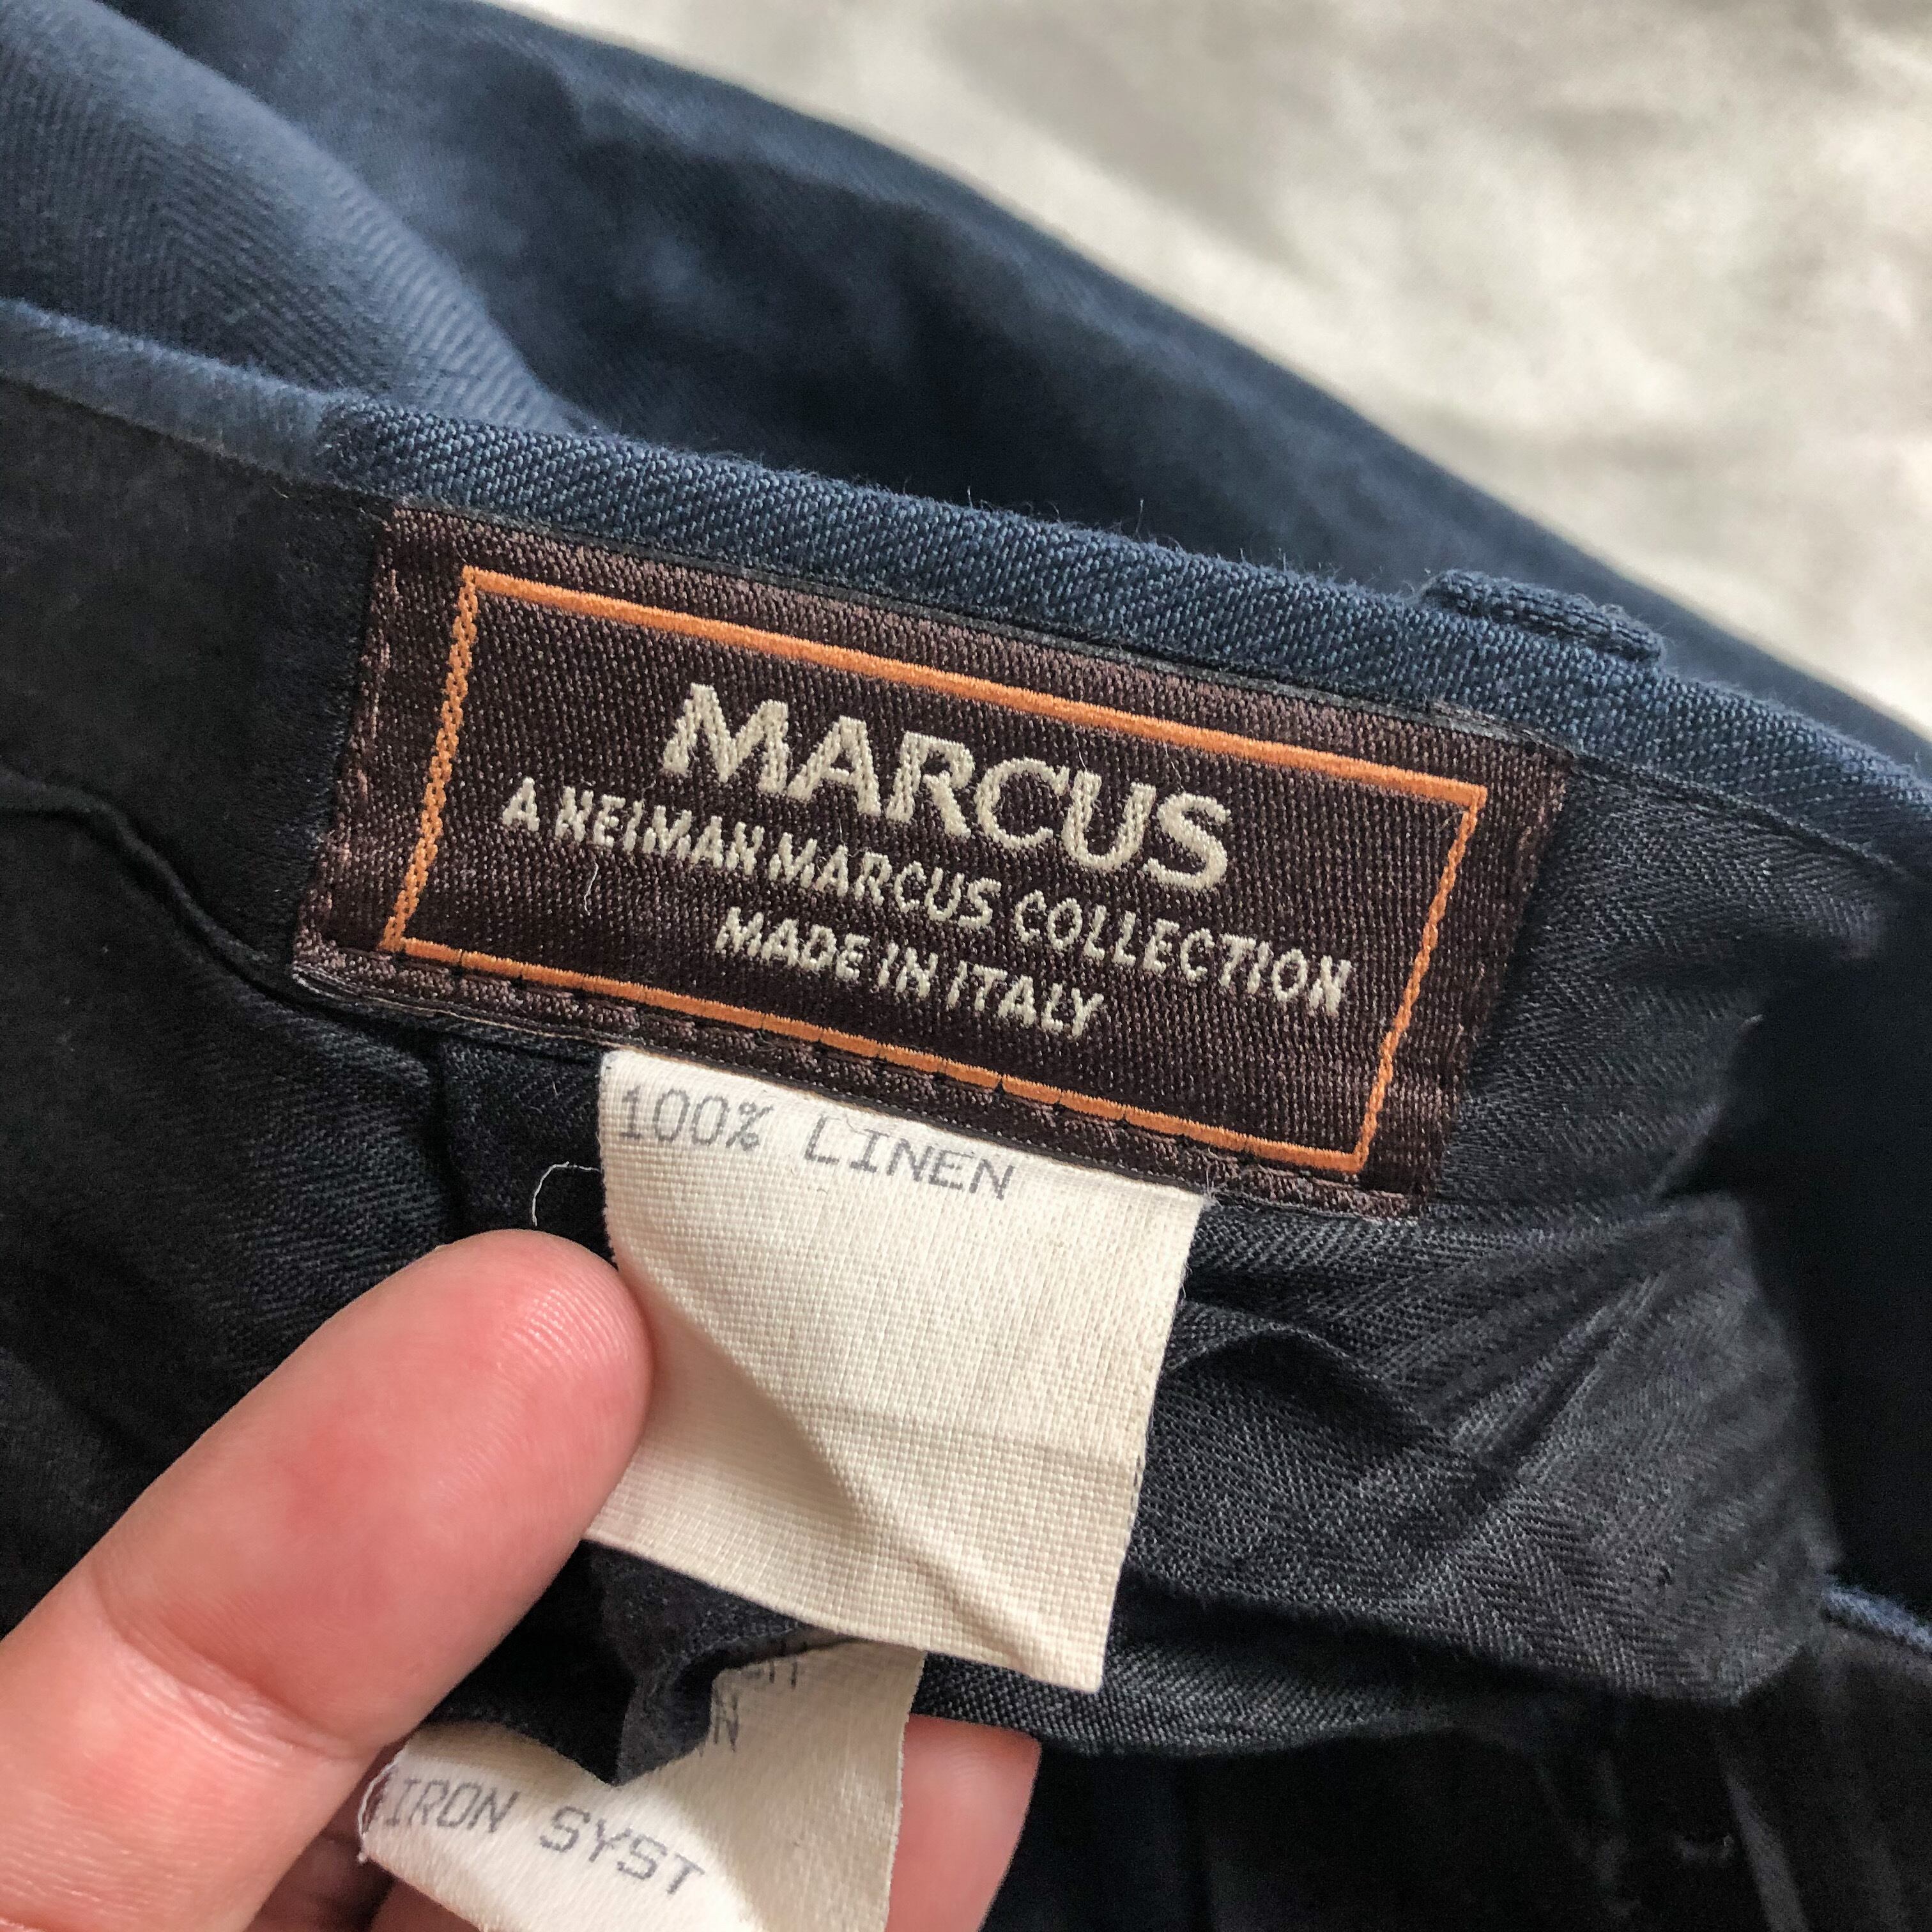 MARCUS
A NEIMAN MARCUS COLLECTION
MADE IN ITALY
100% LINEN
IRON SYST